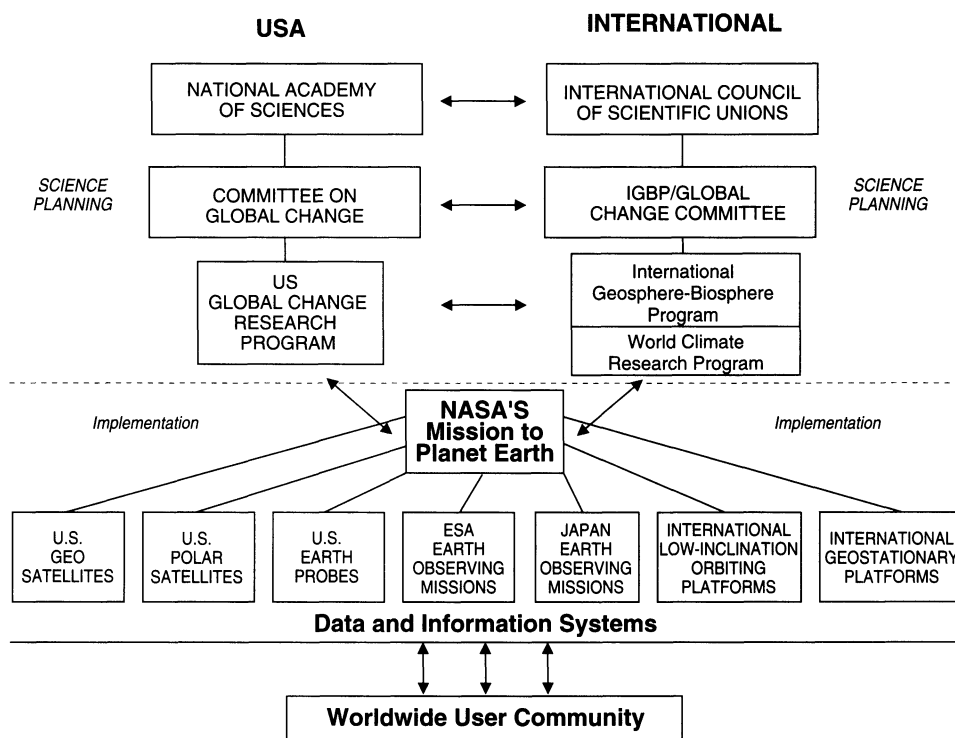 USA
INTERNATIONAL
NATIONAL ACADEMY
OF SCIENCES
INTERNATIONAL COUNCIL
OF SCIENTIFIC UNIONS
SCIENCE
PLANNING
COMMITTEE ON
GLOBAL CHANGE
IGBP/GLOBAL
CHANGE COMMITTEE
SCIENCE
PLANNING
US
GLOBAL CHANGE
RESEARCH
PROGRAM
International
Geosphere-Biosphere
Program
World Climate
Research Program
Implementation
NASA'S
Mission to
Planet Earth
Implementation
U.S.
GEO
SATELLITES
U.S.
POLAR
SATELLITES
U.S.
EARTH
PROBES
ESA
EARTH
OBSERVING
MISSIONS
JAPAN
EARTH
OBSERVING
MISSIONS
INTERNATIONAL
LOW-INCLINATION
ORBITING
PLATFORMS
INTERNATIONAL
GEOSTATIONARY
PLATFORMS
Data and Information Systems
Worldwide User Community